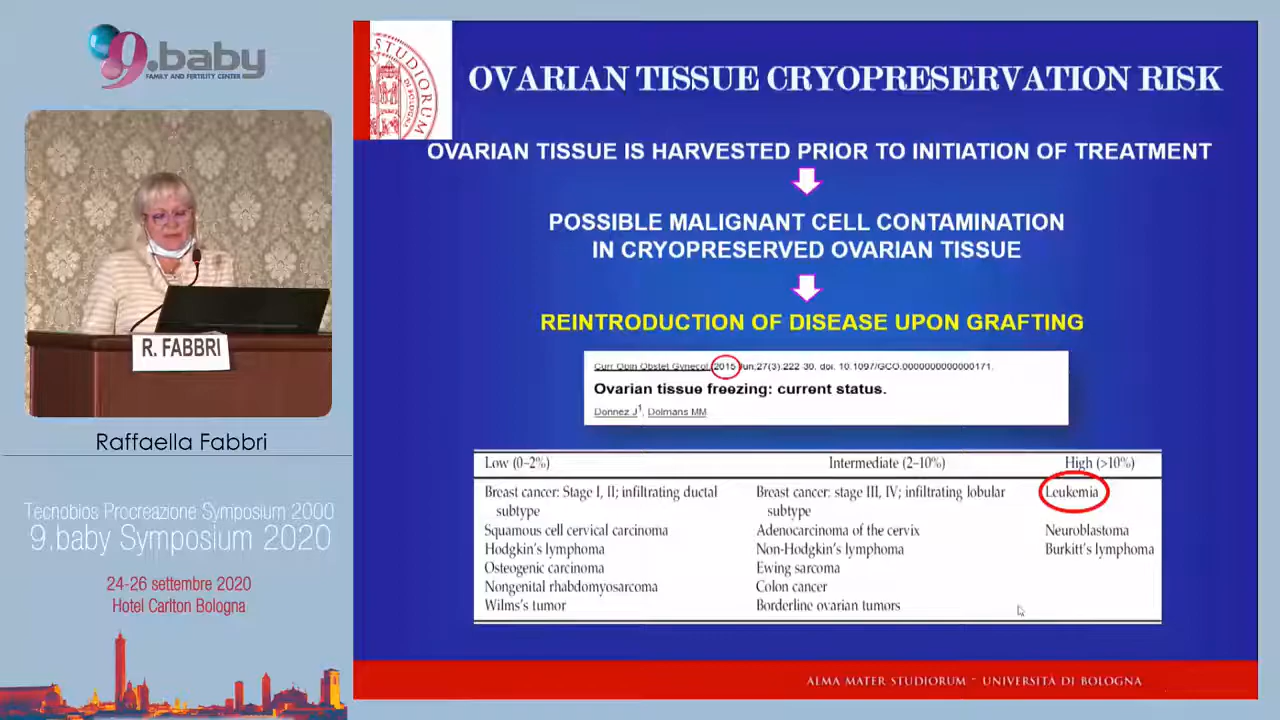 9.baby
FAMILY AND FERTILITY CENTER
R. FABBRI
Raffaella Fabbri
Tecnobios Procreazione Symposium 2000
9.baby Symposium 2020
24-26 settembre 2020
Hotel Carlton Bologna
OVARIAN TISSUE CRYOPRESERVATION RISK
OVARIAN TISSUE IS HARVESTED PRIOR TO INITIATION OF TREATMENT
POSSIBLE MALIGNANT CELL CONTAMINATION
IN CRYOPRESERVED OVARIAN TISSUE
REINTRODUCTION OF DISEASE UPON GRAFTING
Curr Opin Obstet Gynecol. 2015 Jun;27(3):222-30. doi: 10.1097/GCO.0000000000000171.
Ovarian tissue freezing: current status.
Donnez J1, Dolmans MM
Low (0–2%) Intermediate (2–10%) High (>10%)
Breast cancer: Stage I, II; infiltrating ductal Breast cancer: stage III, IV; infiltrating lobular Leukemia
subtype subtype
Squamous cell cervical carcinoma Adenocarcinoma of the cervix Neuroblastoma
Hodgkin's lymphoma Non-Hodgkin's lymphoma Burkitt's lymphoma
Osteogenic carcinoma Ewing sarcoma
Nongenital rhabdomyosarcoma Colon cancer
Wilms's tumor Borderline ovarian tumors
ALMA MATER STUDIORUM - UNIVERSITÀ DI BOLOGNA